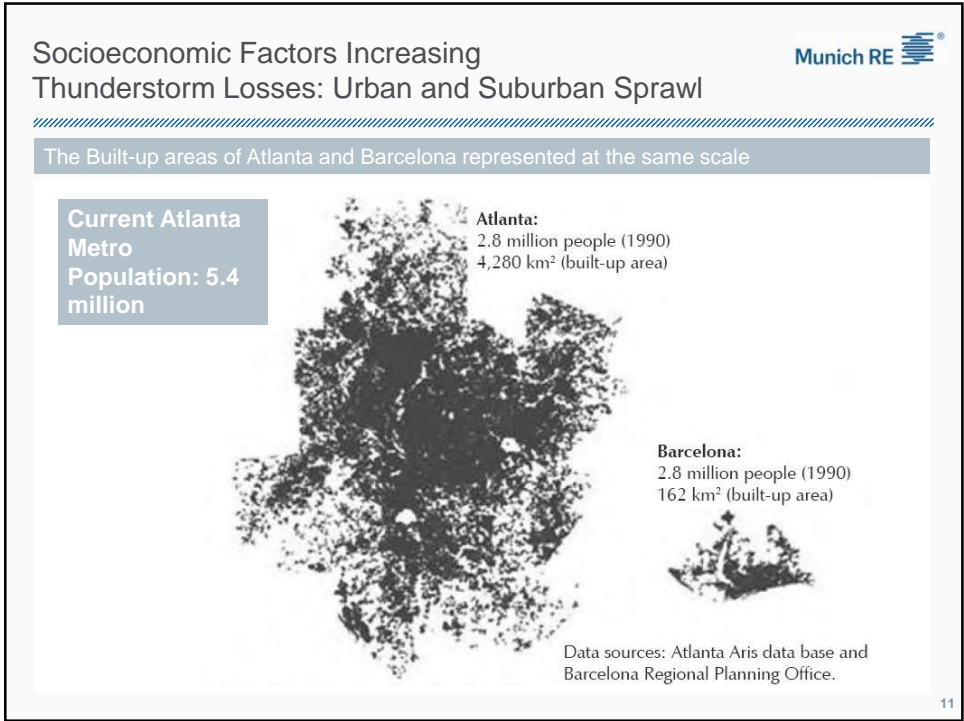 Socioeconomic Factors Increasing
Thunderstorm Losses: Urban and Suburban Sprawl
Munich RE ®
The Built-up areas of Atlanta and Barcelona represented at the same scale
Current Atlanta
Metro
Population: 5.4
million
Atlanta:
2.8 million people (1990)
4,280 km² (built-up area)
Barcelona:
2.8 million people (1990)
162 km² (built-up area)
Data sources: Atlanta Aris data base and
Barcelona Regional Planning Office.
11